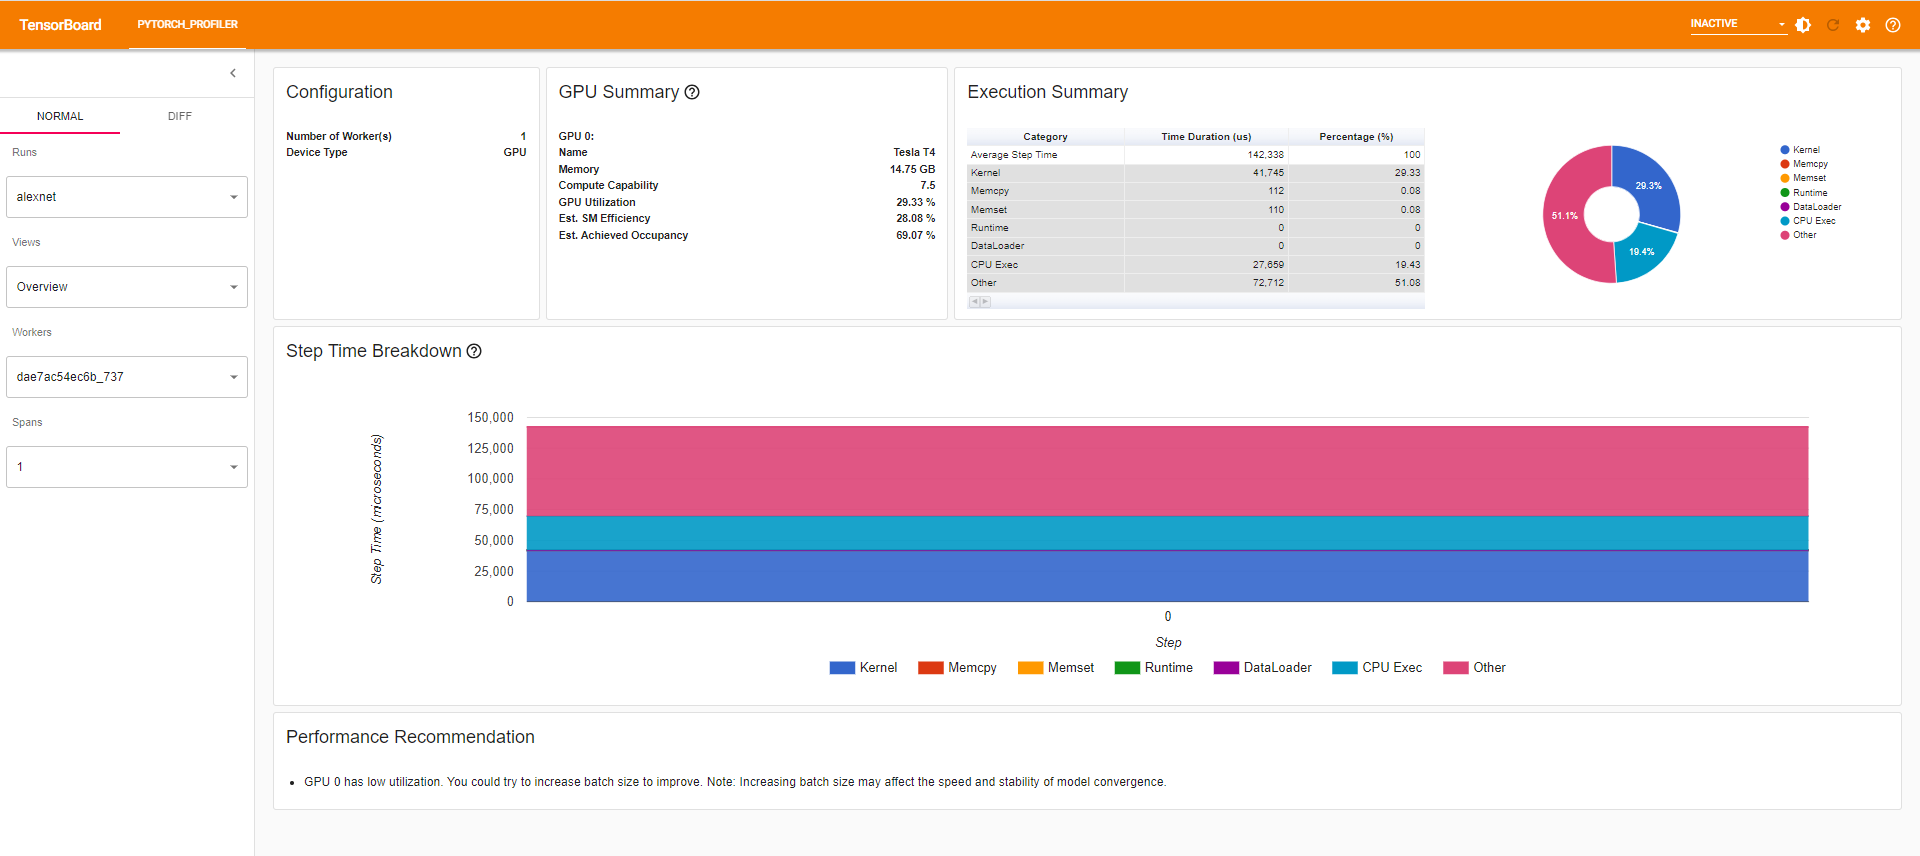 TensorBoard
PYTORCH_PROFILER
INACTIVE
NORMAL
DIFF
Runs
alexnet
Views
Overview
Workers
dae7ac54ec6b_737
Spans
1
Configuration
Number of Worker(s) 1
Device Type GPU
GPU Summary
GPU 0:
Name Tesla T4
Memory 14.75 GB
Compute Capability 7.5
GPU Utilization 29.33 %
Est. SM Efficiency 28.08 %
Est. Achieved Occupancy 69.07 %
Execution Summary
Category Time Duration (us) Percentage (%)
Average Step Time 142,338 100
Kernel 41,745 29.33
Memcpy 112 0.08
Memset 110 0.08
Runtime 0 0
DataLoader 0 0
CPU Exec 27,659 19.43
Other 72,712 51.08
29.3%
51.1%
19.4%
Kernel
Memcpy
Memset
Runtime
DataLoader
CPU Exec
Other
Step Time Breakdown
Step Time (microseconds)
150,000
125,000
100,000
75,000
50,000
25,000
0
0
Step
Kernel Memcpy Memset Runtime DataLoader CPU Exec Other
Performance Recommendation
• GPU 0 has low utilization. You could try to increase batch size to improve. Note: Increasing batch size may affect the speed and stability of model convergence.